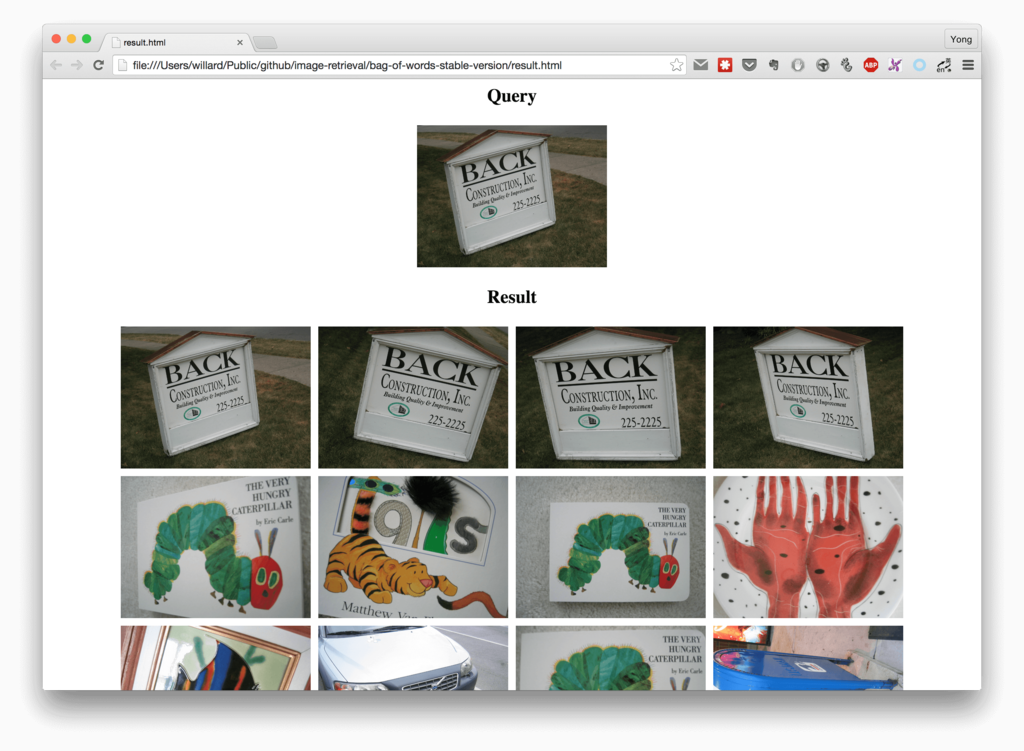 result.html
Yong
file:///Users/willard/Public/github/image-retrieval/bag-of-words-stable-version/result.html
ABP
en
Query
BACK
CONSTRUCTION, INC.
Building Quality & Improvement
225-2225
Result
BACK
CONSTRUCTION, INC.
Building Quality & Improvement
225-2225
BACK
CONSTRUCTION, INC.
Building Quality & Improvement
225-2225
BACK
CONSTRUCTION, INC.
Building Quality & Improvement
225-2225
BACK
CONSTRUCTION, INC.
Building Quality & Improvement
225-2225
THE VERY
HUNGRY
CATERPILLAR
by Eric Carle
Tails
Matthew Van
THE VERY
HUNGRY
CATERPILLAR
by Eric Carle
THE VERY
HUNGRY
CATERPILLAR
by Eric Carle